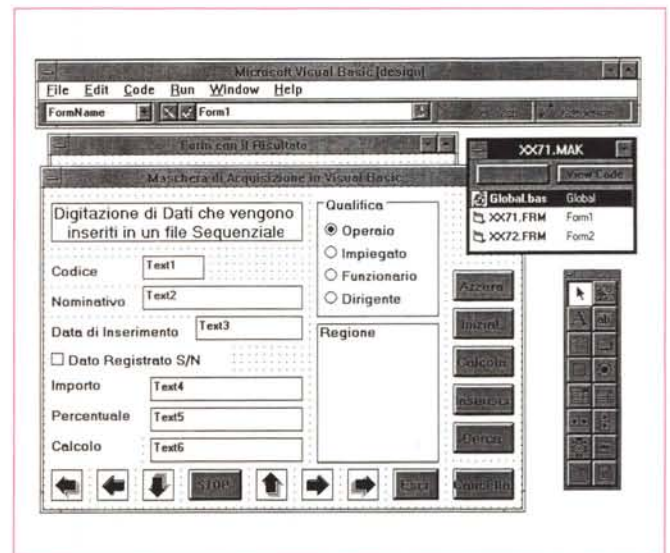 Microsoft Visual Basic [design]
File Edit Code Run Window Help
FormName Form1
Form con il Risultato
XX71.MAK
View Code
Global.bas Global
XX71.FRM Form1
XX72.FRM Form2
Maschera di Acquisizione in Visual Basic
Digitazione di Dati che vengono
inseriti in un file Sequenziale
Codice Text1
Nominativo Text2
Data di Inserimento Text3
Dato Registrato S/N
Importo Text4
Percentuale Text5
Calcolo Text6
Qualifica
Operaio
Impiegato
Funzionario
Dirigente
Regione
Azzera
Calcola
Inserisci
Cerca
STOP
Cancella
A ab